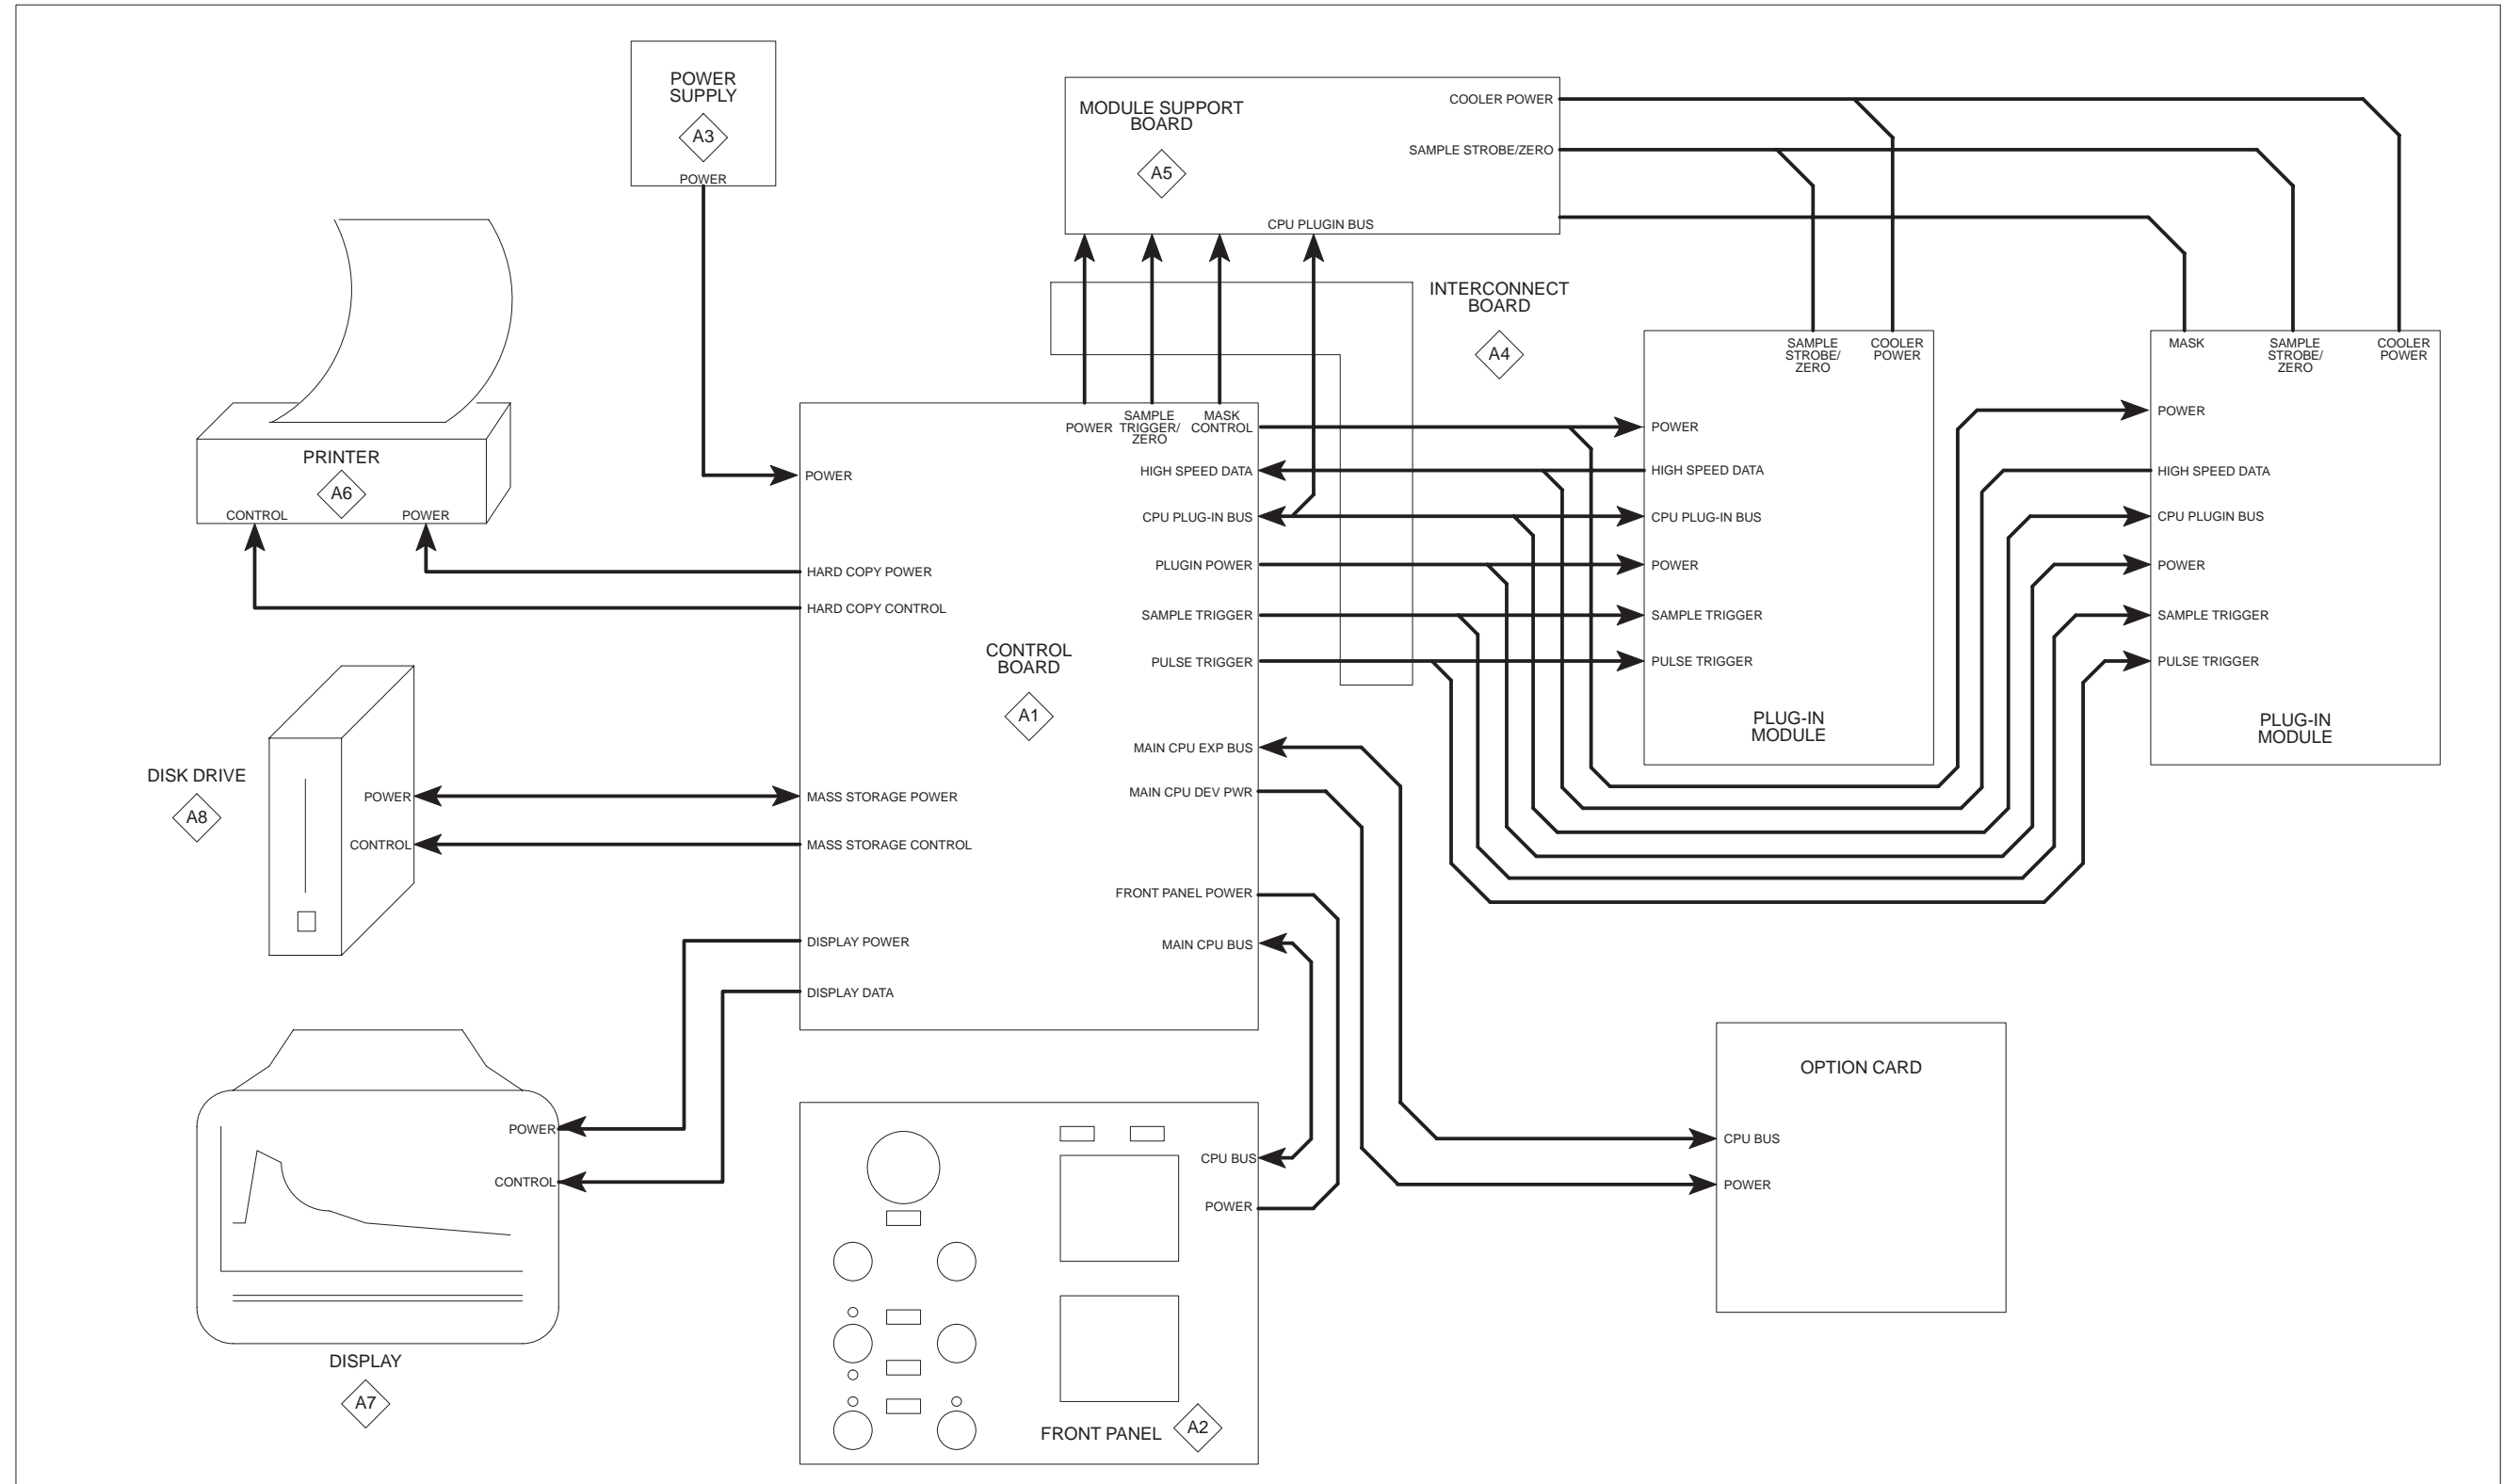 POWER
SUPPLY
A3
POWER
MODULE SUPPORT
BOARD
A5
COOLER POWER
SAMPLE STROBE/ZERO
CPU PLUGIN BUS
INTERCONNECT
BOARD
A4
PRINTER
A6
CONTROL
POWER
POWER
SAMPLE
TRIGGER/
ZERO
MASK
CONTROL
POWER
HIGH SPEED DATA
CPU PLUG-IN BUS
HARD COPY POWER
PLUGIN POWER
HARD COPY CONTROL
SAMPLE TRIGGER
CONTROL
BOARD
A1
PULSE TRIGGER
MAIN CPU EXP BUS
MASS STORAGE POWER
MAIN CPU DEV PWR
MASS STORAGE CONTROL
FRONT PANEL POWER
DISPLAY POWER
MAIN CPU BUS
DISPLAY DATA
SAMPLE
STROBE/
ZERO
COOLER
POWER
POWER
HIGH SPEED DATA
CPU PLUG-IN BUS
POWER
SAMPLE TRIGGER
PULSE TRIGGER
PLUG-IN
MODULE
MASK
SAMPLE
STROBE/
ZERO
COOLER
POWER
POWER
HIGH SPEED DATA
CPU PLUGIN BUS
POWER
SAMPLE TRIGGER
PULSE TRIGGER
PLUG-IN
MODULE
DISK DRIVE
A8
POWER
CONTROL
POWER
CONTROL
DISPLAY
A7
CPU BUS
POWER
FRONT PANEL
A2
OPTION CARD
CPU BUS
POWER